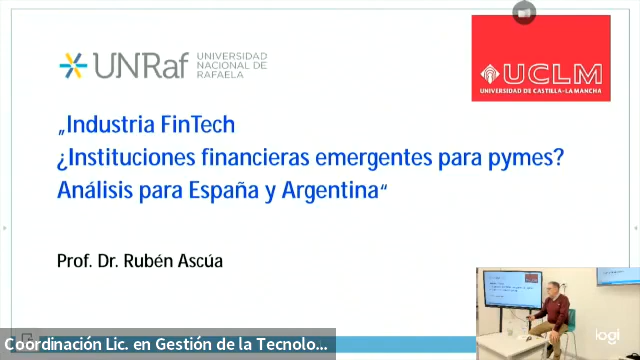 UNRaf
UNIVERSIDAD
NACIONAL DE
RAFAELA
UCLM
UNIVERSIDAD DE CASTILLA-LA MANCHA
„Industria FinTech
¿Instituciones financieras emergentes para pymes?
Análisis para España y Argentina“
Prof. Dr. Rubén Ascúa
logi
Coordinación Lic. en Gestión de la Tecnolo...